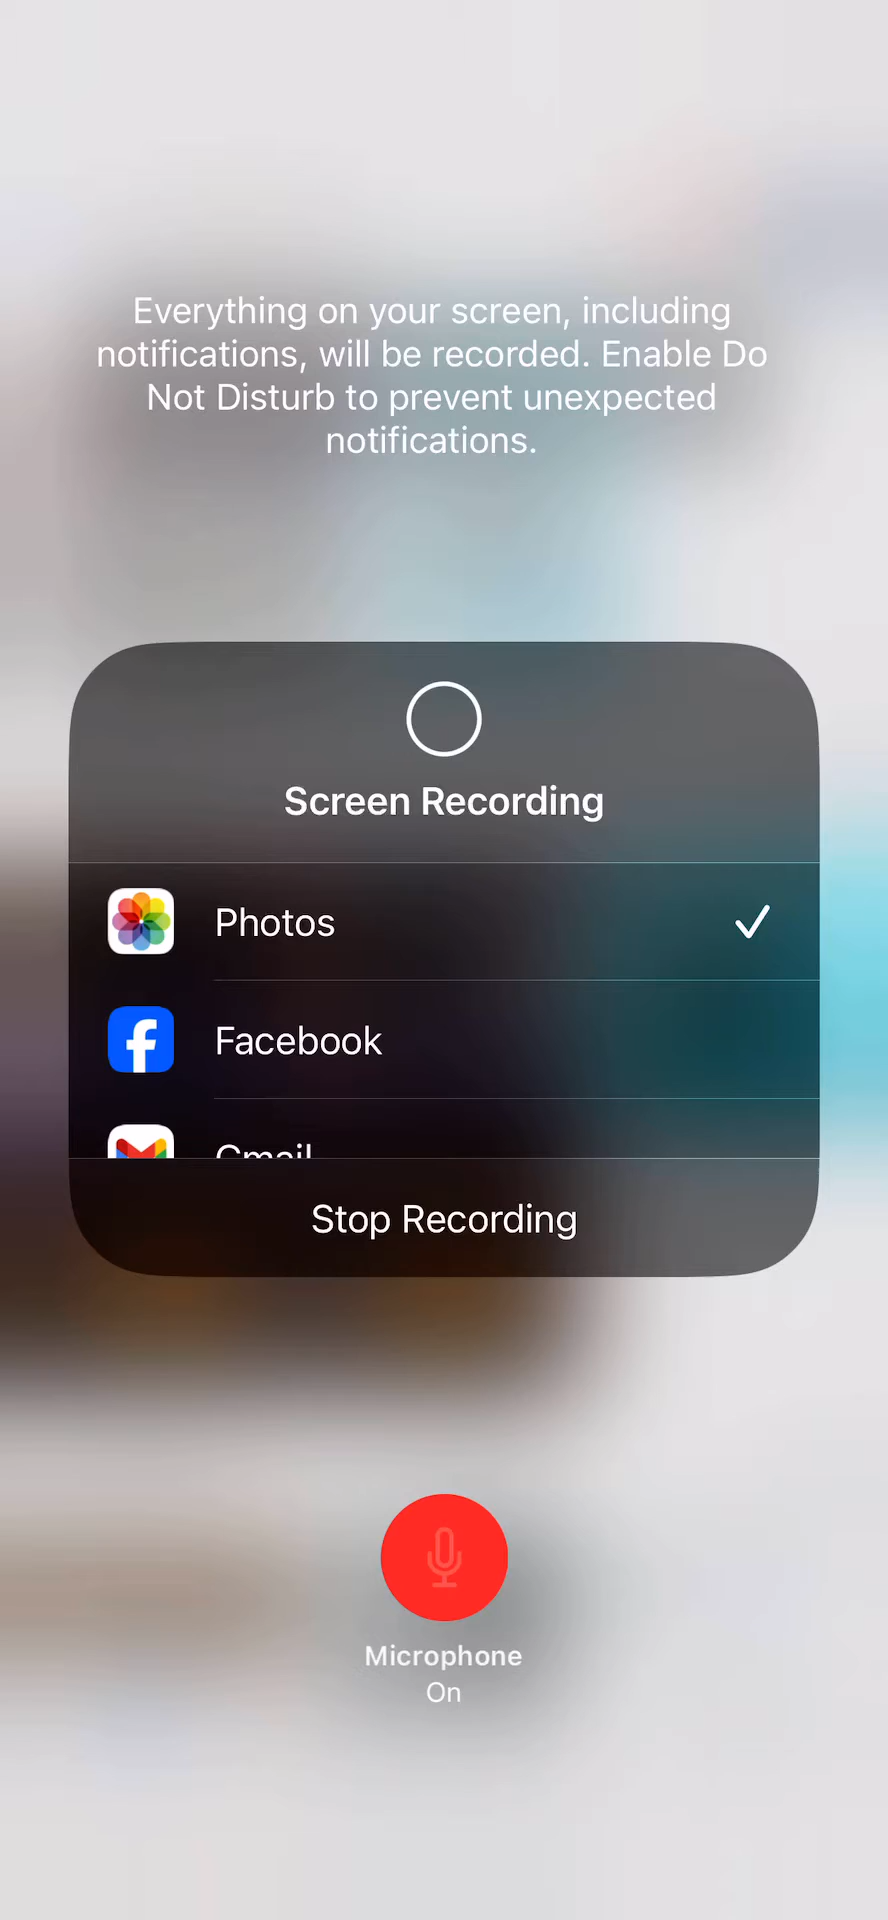 Everything on your screen, including
notifications, will be recorded. Enable Do
Not Disturb to prevent unexpected
notifications.
Screen Recording
Photos
Facebook
Gmail
Stop Recording
Microphone
On